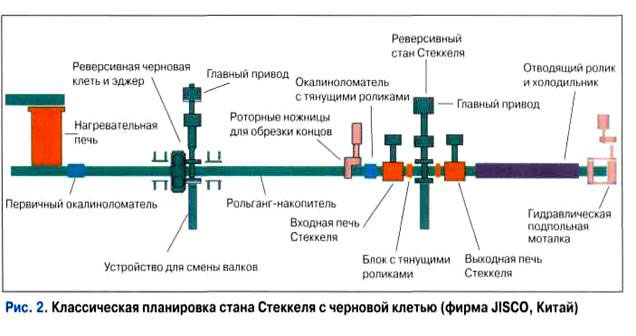 Реверсивная черновая
клеть и эджер
Главный привод
Нагревательная
печь
Первичный окалиноломатель
Устройство для смены валков
Рольганг-накопитель
Роторные ножницы
для обрезки концов
Окалиноломатель
с тянущими роликами
Реверсивный
стан Стеккеля
Главный привод
Отводящий ролик
и холодильник
Входная печь
Стеккеля
Блок с тянущими
роликами
Выходная печь
Стеккеля
Гидравлическая
подпольная
моталка
Рис. 2. Классическая планировка стана Стеккеля с черновой клетью (фирма JISCO, Китай)